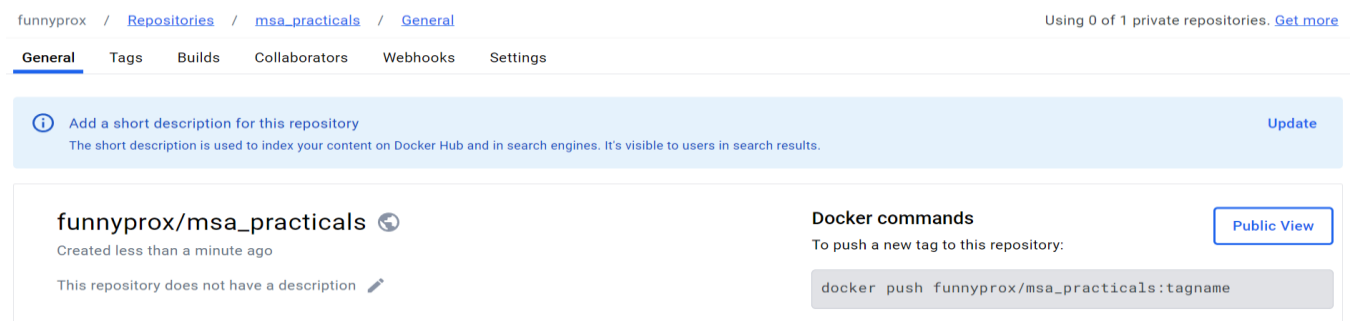 funnyprox / Repositories / msa_practicals / General
Using 0 of 1 private repositories. Get more
General Tags Builds Collaborators Webhooks Settings
Add a short description for this repository
Update
The short description is used to index your content on Docker Hub and in search engines. It's visible to users in search results.
funnyprox/msa_practicals
Created less than a minute ago
This repository does not have a description
Docker commands
Public View
To push a new tag to this repository:
docker push funnyprox/msa_practicals:tagname